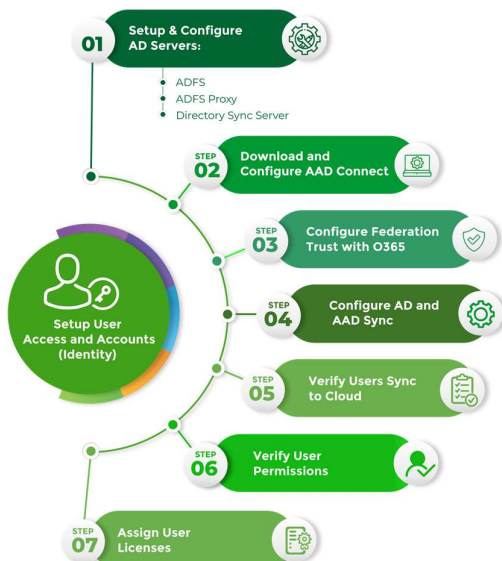 01
Setup & Configure
AD Servers:
ADFS
ADFS Proxy
Directory Sync Server
STEP
02
Download and
Configure AAD Connect
STEP
03
Configure Federation
Trust with O365
STEP
04
Configure AD and
AAD Sync
Setup User
Access and Accounts
(Identity)
STEP
05
Verify Users Sync
to Cloud
STEP
06
Verify User
Permissions
STEP
07
Assign User
Licenses